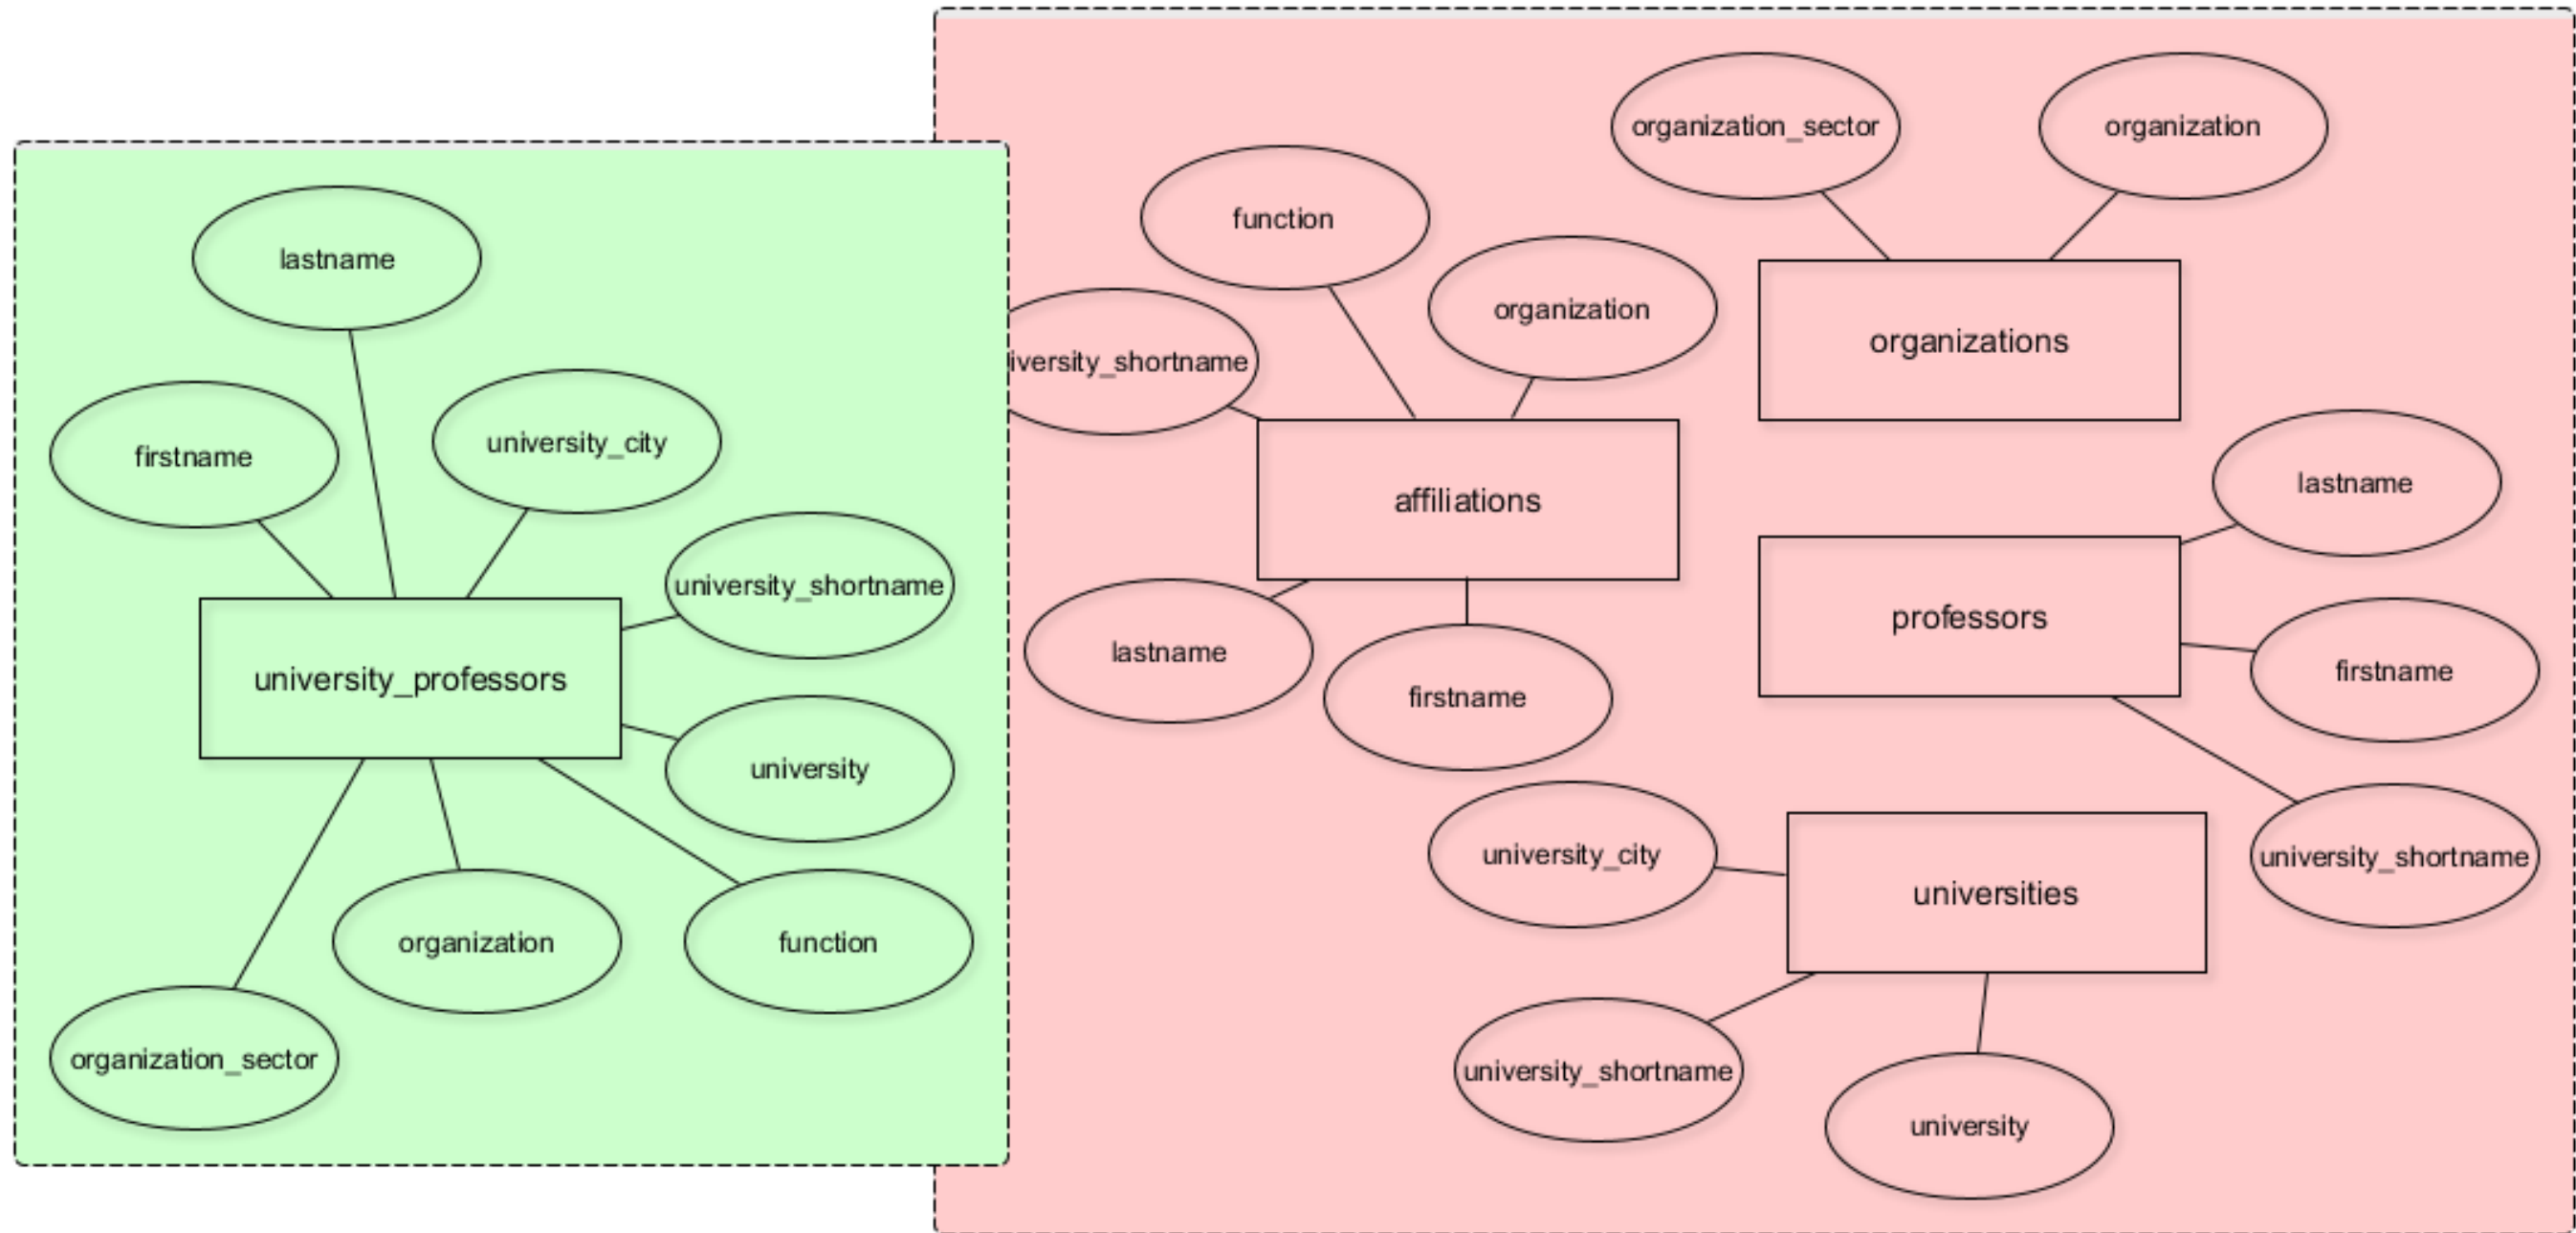 lastname
firstname
university_city
university_shortname
university_professors
university
organization
function
organization_sector
organization_sector
organization
function
organization
iversity_shortname
organizations
affiliations
lastname
firstname
lastname
professors
firstname
university_shortname
university_city
universities
university_shortname
university